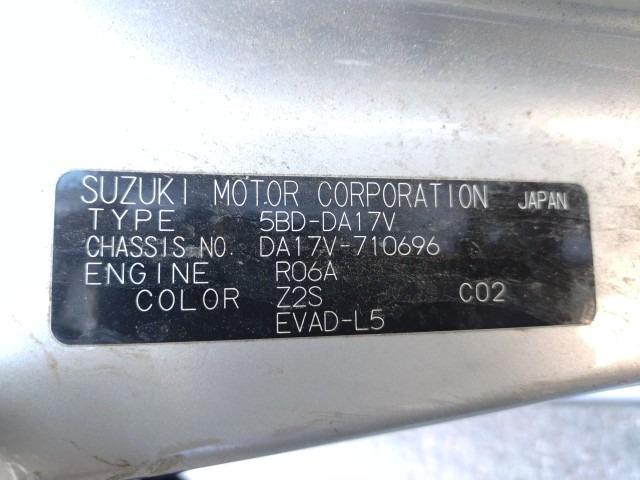 SUZUKI MOTOR CORPORATION JAPAN
TYPE 5BD-DA17V
CHASSIS NO. DA17V-710696
ENGINE R06A
COLOR Z2S C02
EVAD-L5